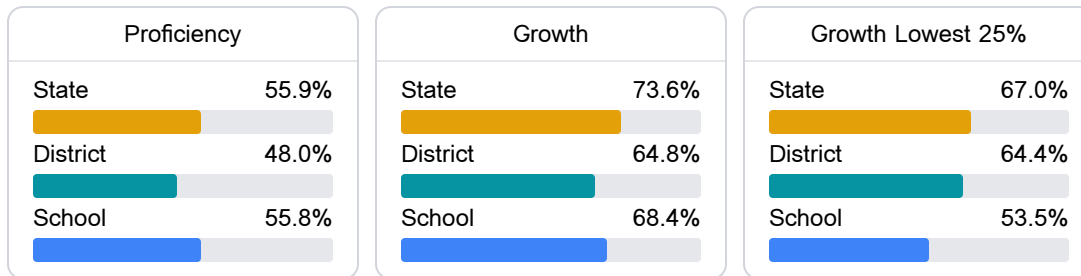 Proficiency
State 55.9%
District 48.0%
School 55.8%
Growth
State 73.6%
District 64.8%
School 68.4%
Growth Lowest 25%
State 67.0%
District 64.4%
School 53.5%